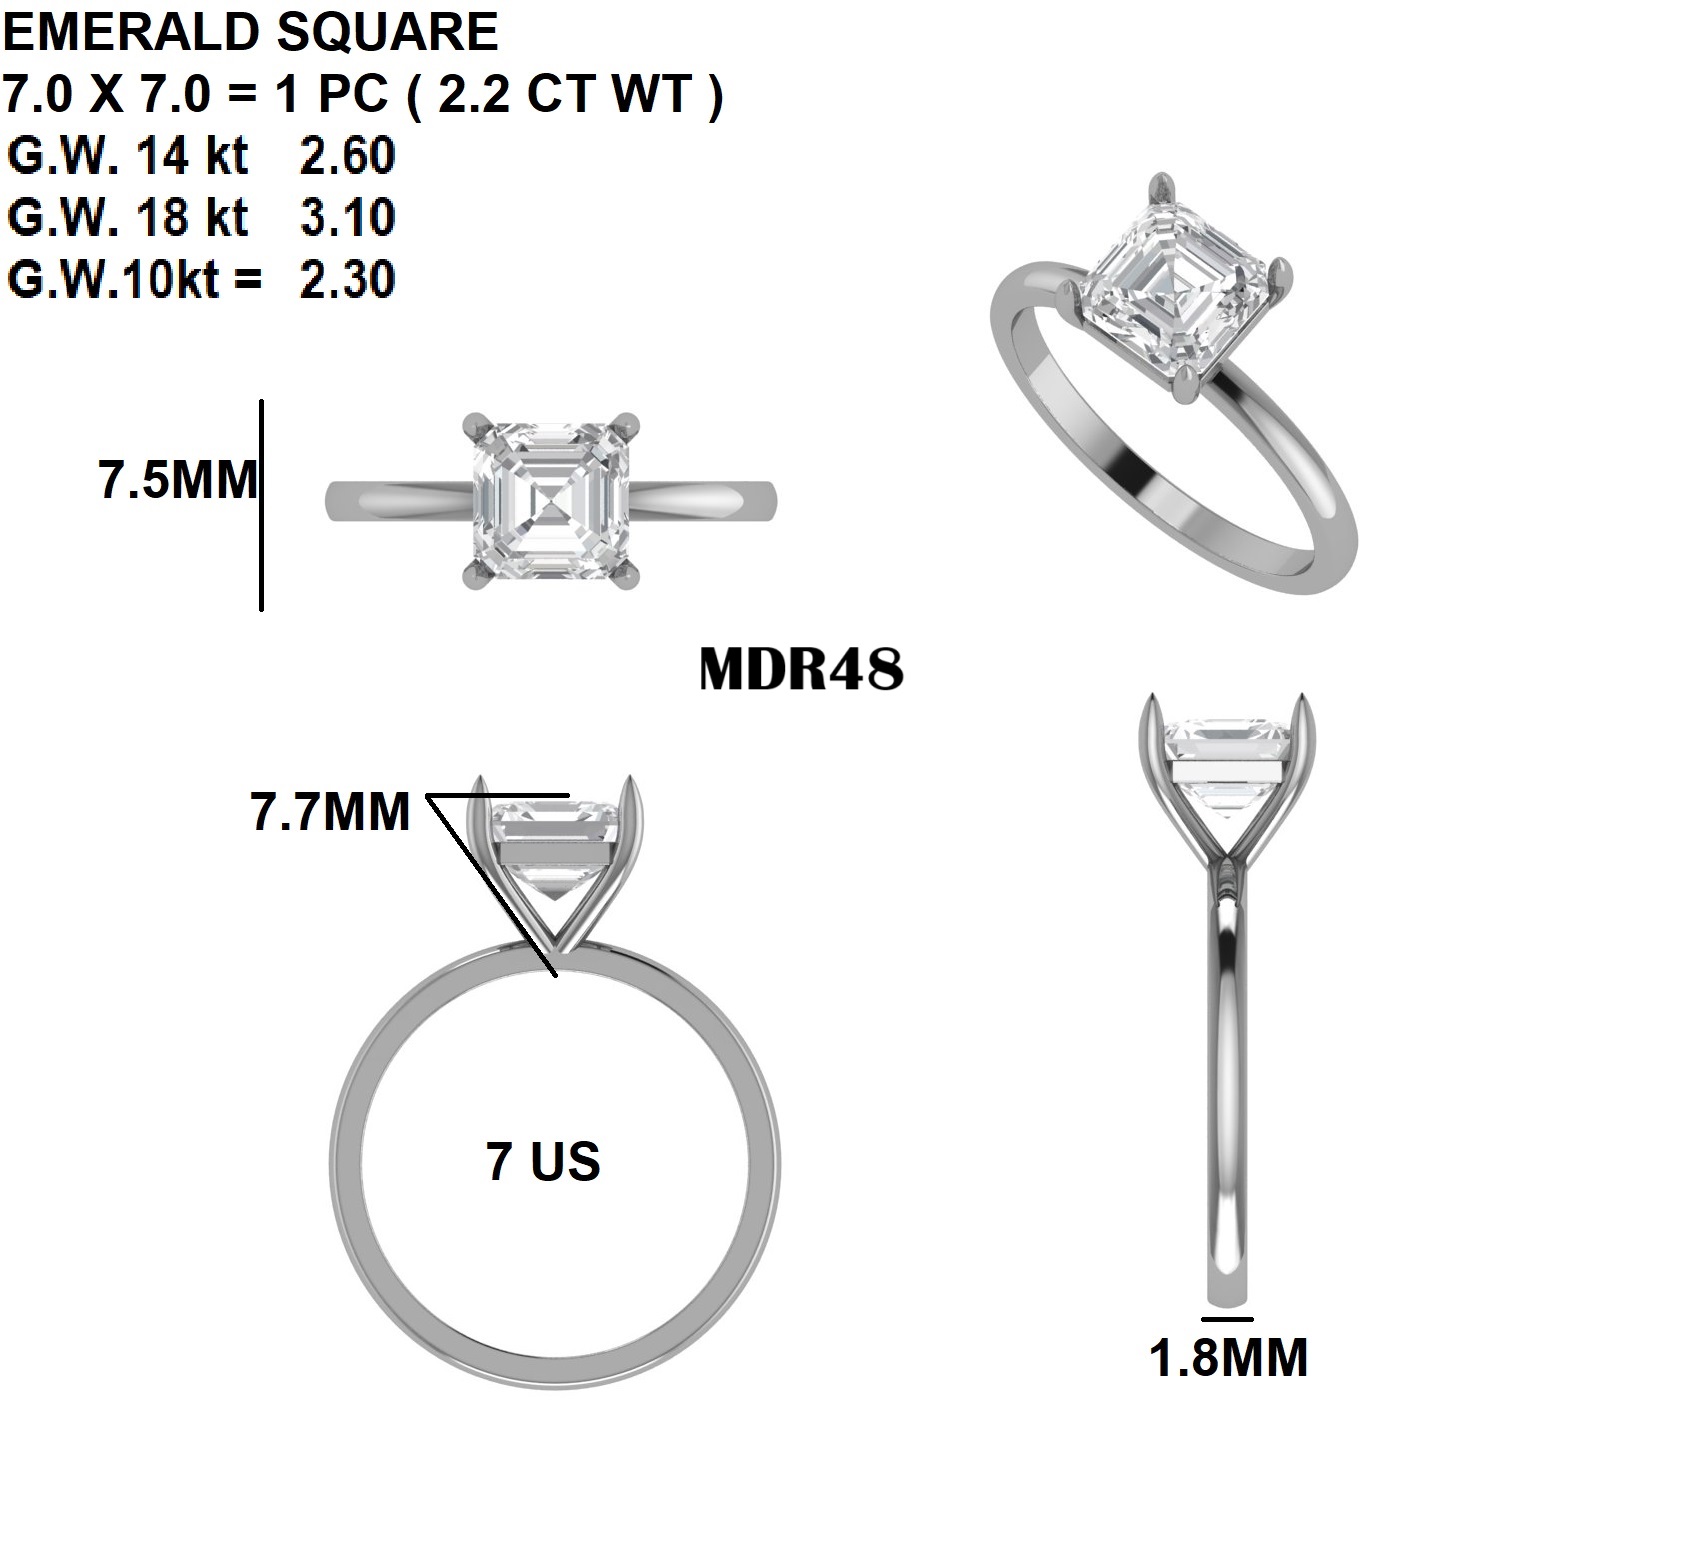 EMERALD SQUARE
7.0 X 7.0 = 1 PC ( 2.2 CT WT )
G.W. 14 kt 2.60
G.W. 18 kt 3.10
G.W.10kt = 2.30
7.5MM
MDR48
7.7MM
7 US
1.8MM